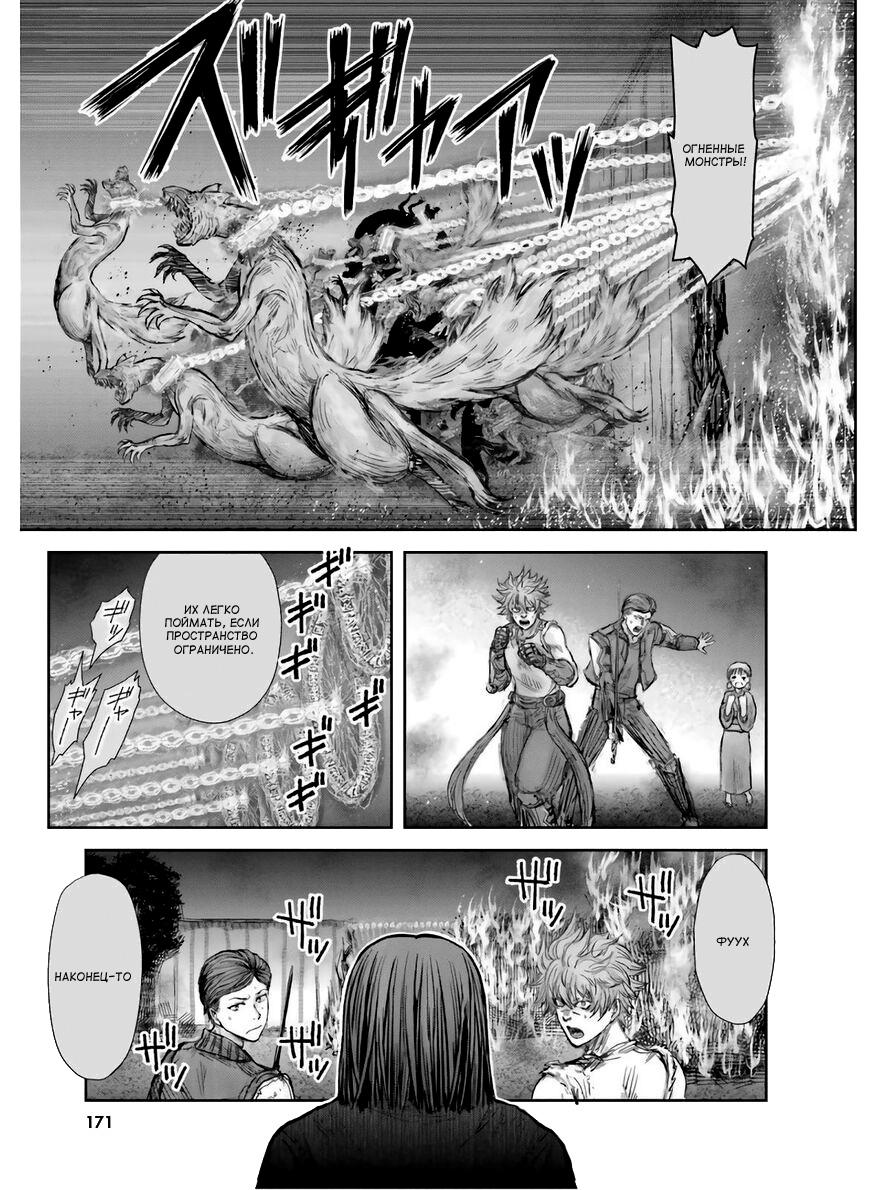 ズギャアッ
ОГНЕННЫЕ
МОНСТРЫ!
ИХ ЛЕГКО
ПОЙМАТЬ, ЕСЛИ
ПРОСТРАНСТВО
ОГРАНИЧЕНО.
ギッ
ギャー
ギャー
ギギッ
ギギギッ
ФУУХ
ザッ
ザッ
ザッ
ザッ
НАКОНЕЦ-ТО
171